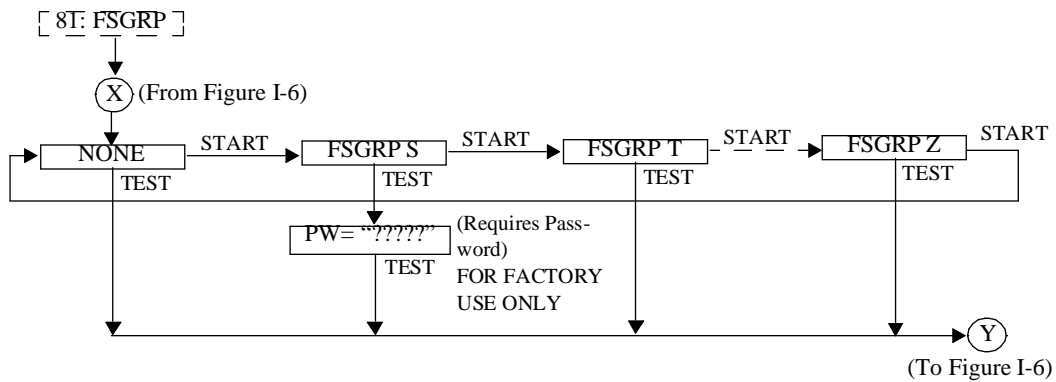 81: FSGRP
X (From Figure I-6)
NONE START FSGRP S START FSGRP T START FSGRP Z START
TEST TEST TEST TEST
PW= “?????” (Requires Pass-
word)
TEST
FOR FACTORY
USE ONLY
Y
(To Figure I-6)